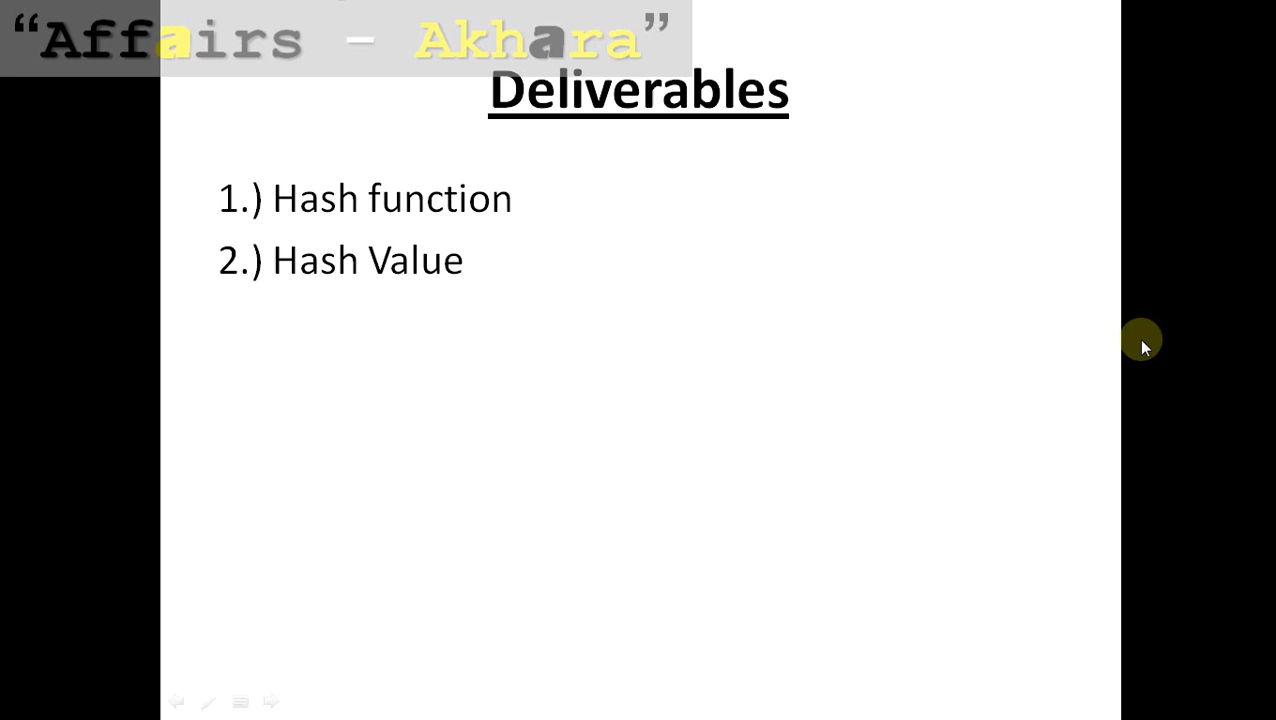 “Affairs – Akhara”
Deliverables
1.) Hash function
2.) Hash Value